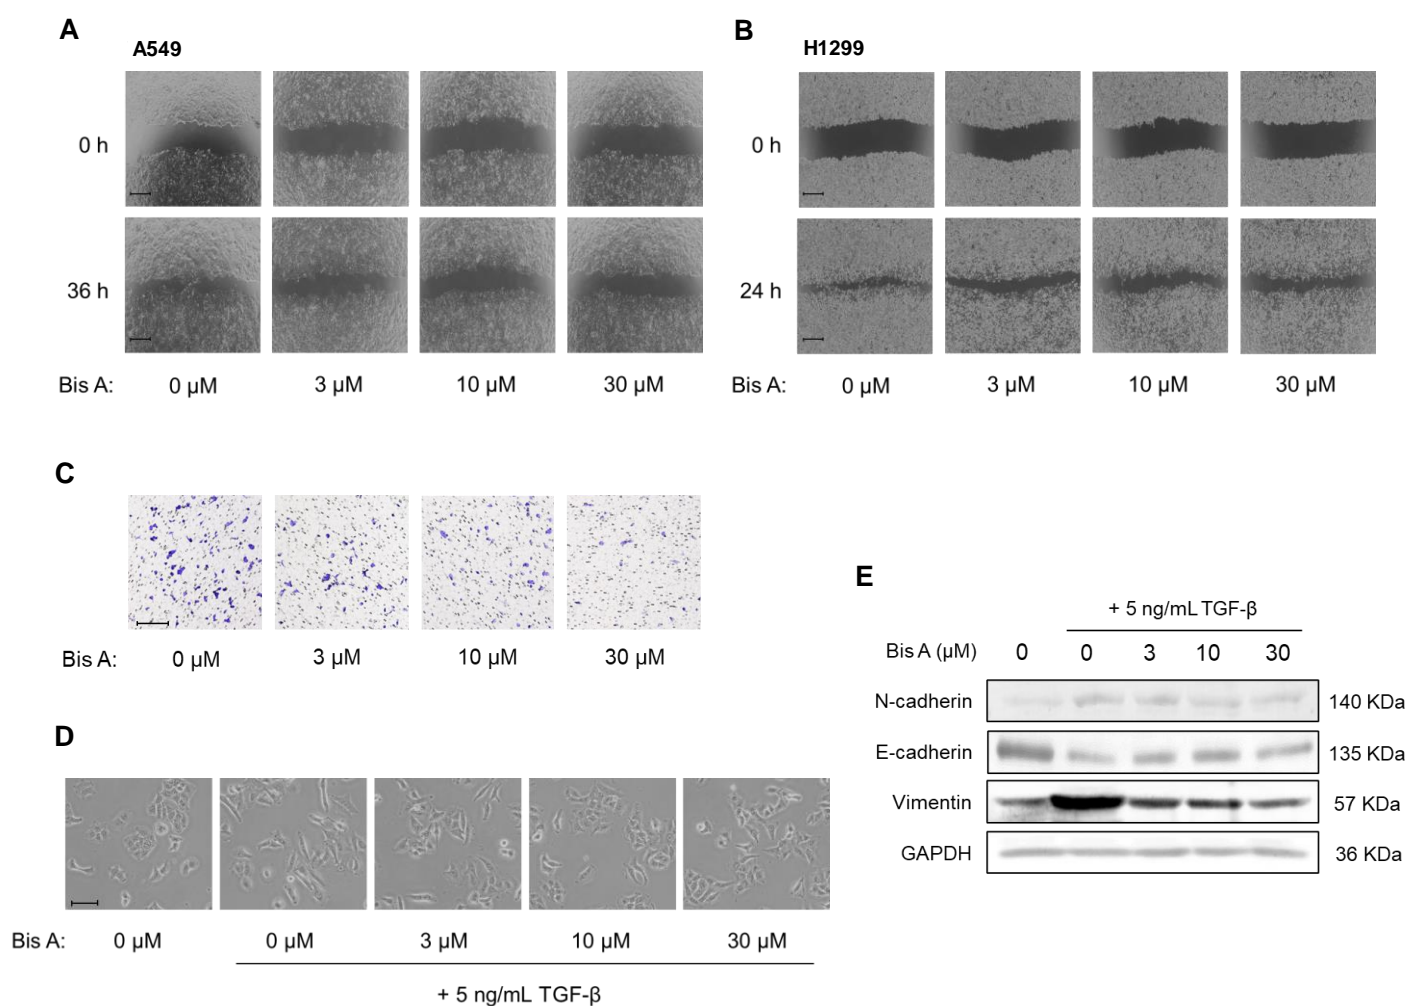 A
A549
0 h
36 h
Bis A: 0 µM 3 µM 10 µM 30 µM
B
H1299
0 h
24 h
Bis A: 0 µM 3 µM 10 µM 30 µM
C
Bis A: 0 µM 3 µM 10 µM 30 µM
D
Bis A: 0 µM 0 µM 3 µM 10 µM 30 µM
+ 5 ng/mL TGF-β
E
+ 5 ng/mL TGF-β
Bis A (µM) 0 0 3 10 30
N-cadherin 140 KDa
E-cadherin 135 KDa
Vimentin 57 KDa
GAPDH 36 KDa